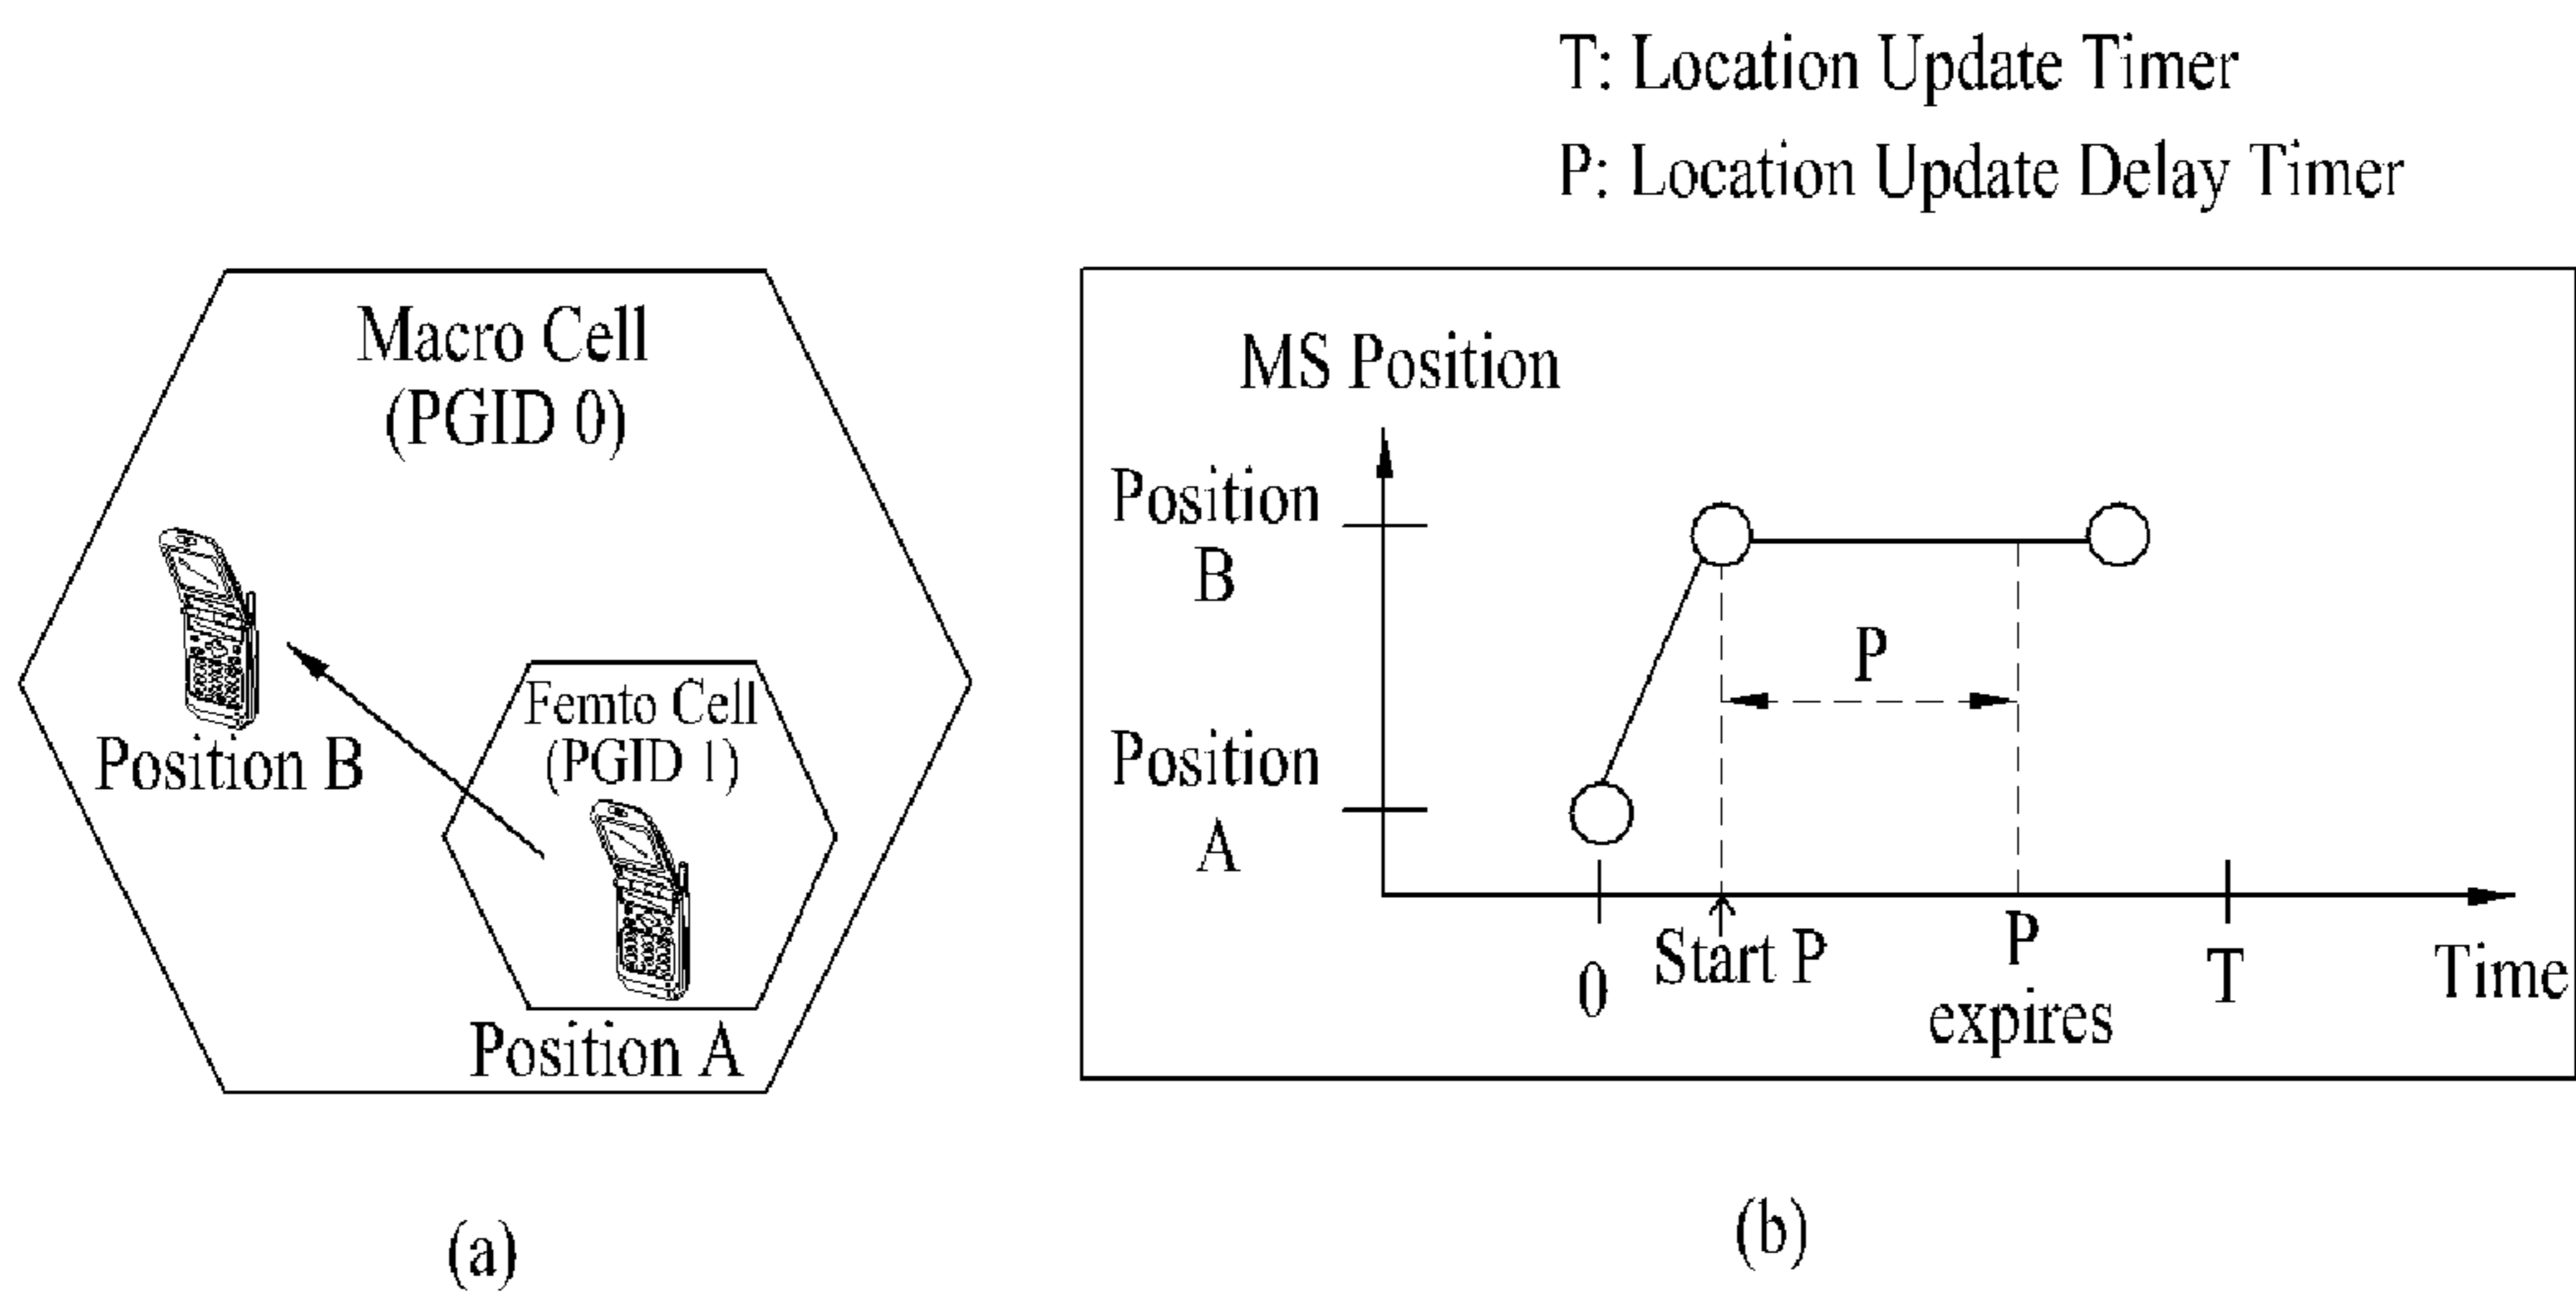 T: Location Update Timer
P: Location Update Delay Timer
Macro Cell
(PGID 0)
Position B
Femto Cell
(PGID 1)
Position A
(a)
MS Position
Position
B
Position
A
P
0
Start P
P
expires
T
Time
(b)